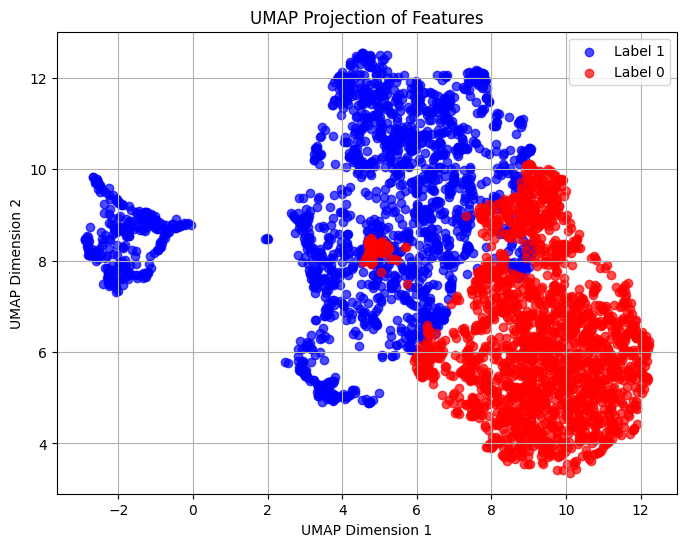 UMAP Projection of Features
Label 1
Label 0
UMAP Dimension 2
12
10
8
6
4
−2
0
2
4
6
8
10
12
UMAP Dimension 1